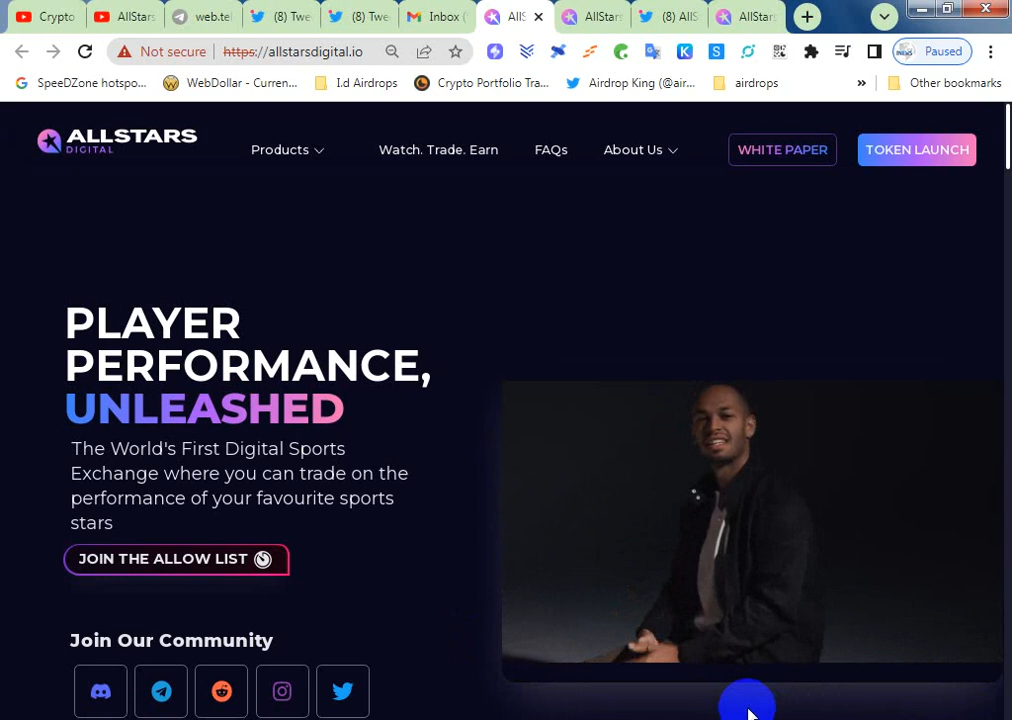 Crypto
AllStars
web.tel
(8) Twe
(8) Twe
Inbox (
AllS
AllStars
(8) AllS
AllStars
Not secure
https://allstarsdigital.io
Paused
SpeeDZone hotspo...
WebDollar - Curren...
I.d Airdrops
Crypto Portfolio Tra...
Airdrop King (@air...
airdrops
»
Other bookmarks
ALLSTARS
DIGITAL
Products
Watch. Trade. Earn
FAQs
About Us
WHITE PAPER
TOKEN LAUNCH
PLAYER
PERFORMANCE,
UNLEASHED
The World's First Digital Sports
Exchange where you can trade on the
performance of your favourite sports
stars
JOIN THE ALLOW LIST
Join Our Community